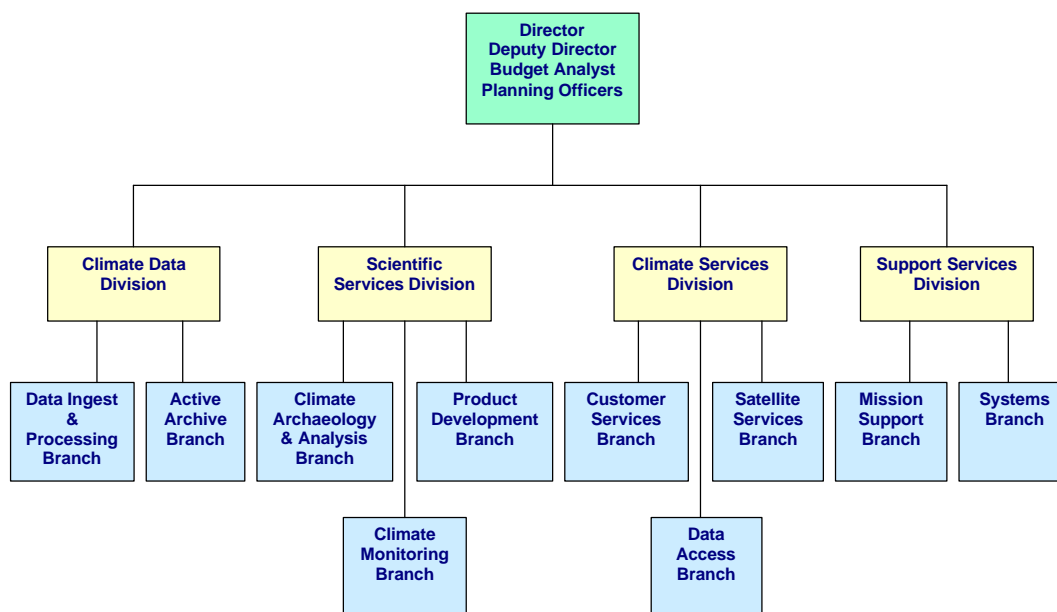 Director
Deputy Director
Budget Analyst
Planning Officers
Climate Data
Division
Scientific
Services Division
Climate Services
Division
Support Services
Division
Data Ingest
&
Processing
Branch
Active
Archive
Branch
Climate
Archaeology
& Analysis
Branch
Product
Development
Branch
Customer
Services
Branch
Satellite
Services
Branch
Mission
Support
Branch
Systems
Branch
Climate
Monitoring
Branch
Data
Access
Branch